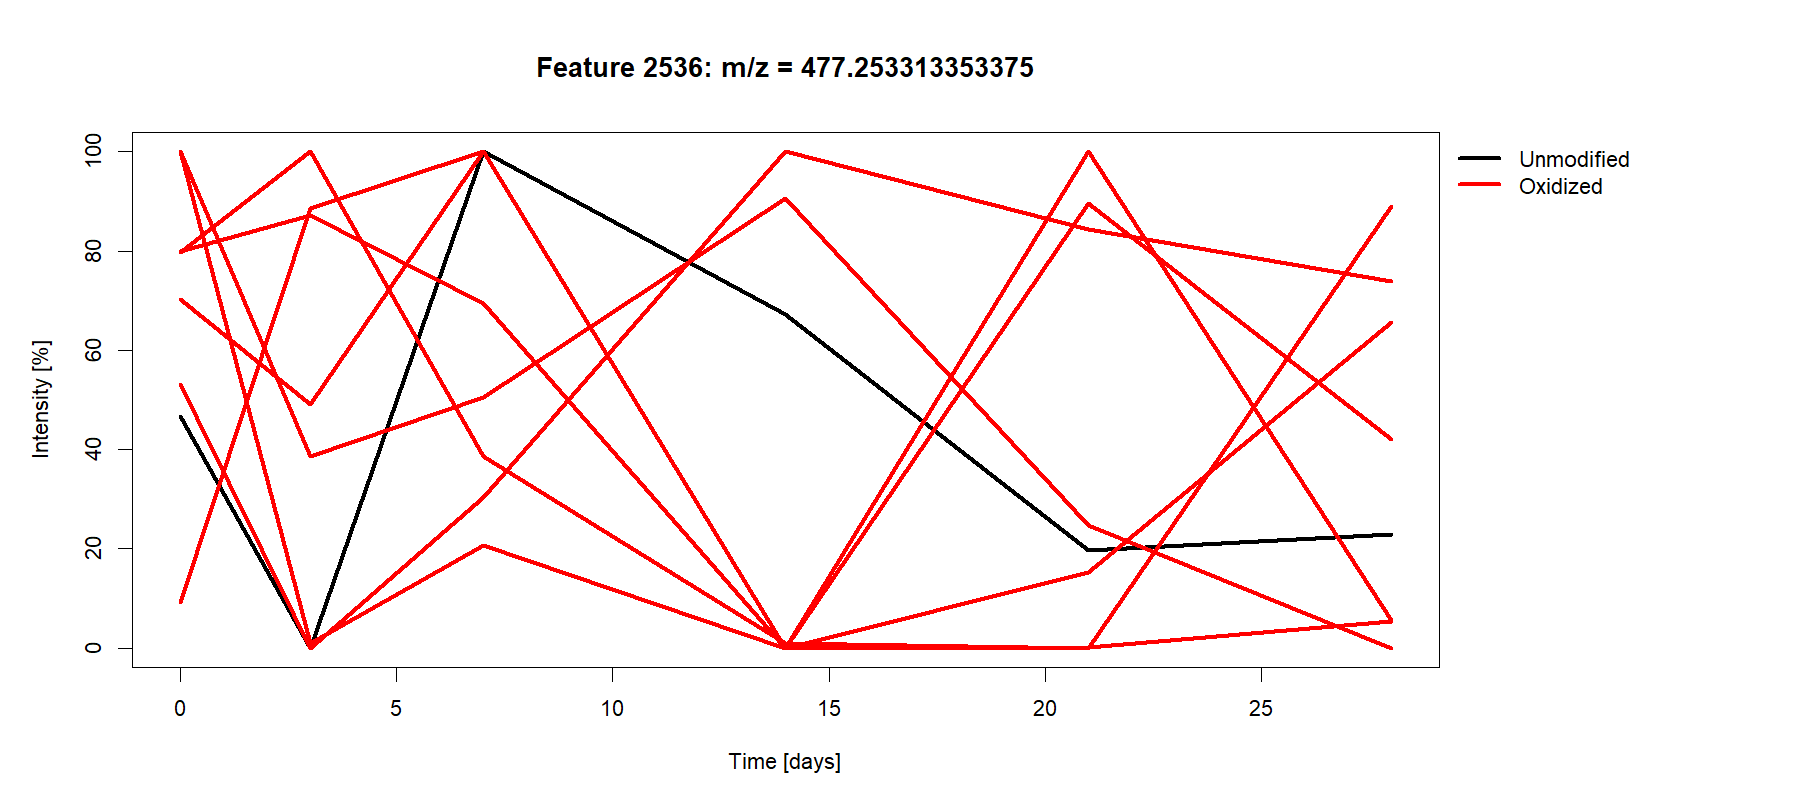 Feature 2536: m/z = 477.253313353375
Unmodified
Oxidized
Intensity [%]
100
80
60
40
20
0
0 5 10 15 20 25
Time [days]